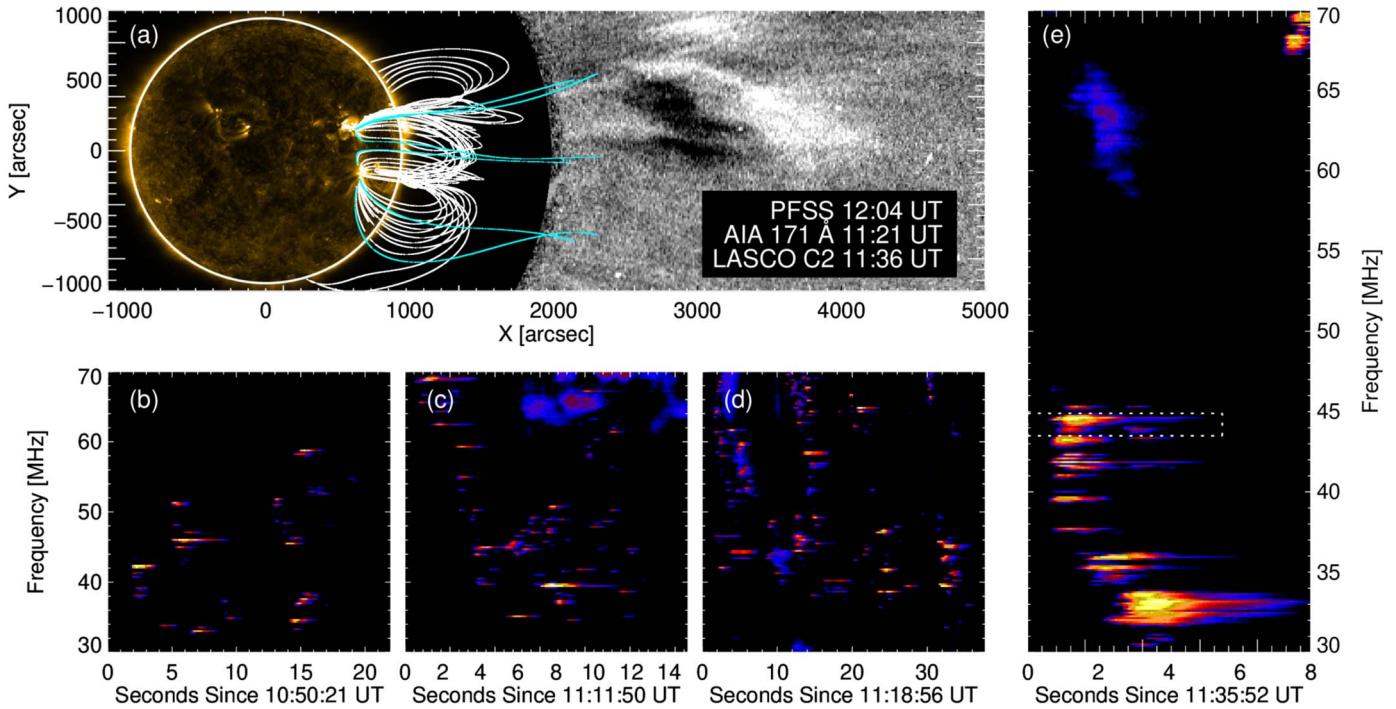 (a)
Y [arcsec]
500
0
−500
−1000
−1000
0
1000
2000
3000
4000
5000
X [arcsec]
PFSS 12:04 UT
AIA 171 Å 11:21 UT
LASCO C2 11:36 UT
(b)
Frequency [MHz]
70
60
50
40
30
0
5
10
15
20
Seconds Since 10:50:21 UT
(c)
0
2
4
6
8
10
12
14
Seconds Since 11:11:50 UT
(d)
0
10
20
30
Seconds Since 11:18:56 UT
(e)
70
65
60
55
50
45
40
35
30
Frequency [MHz]
0
2
4
6
8
Seconds Since 11:35:52 UT